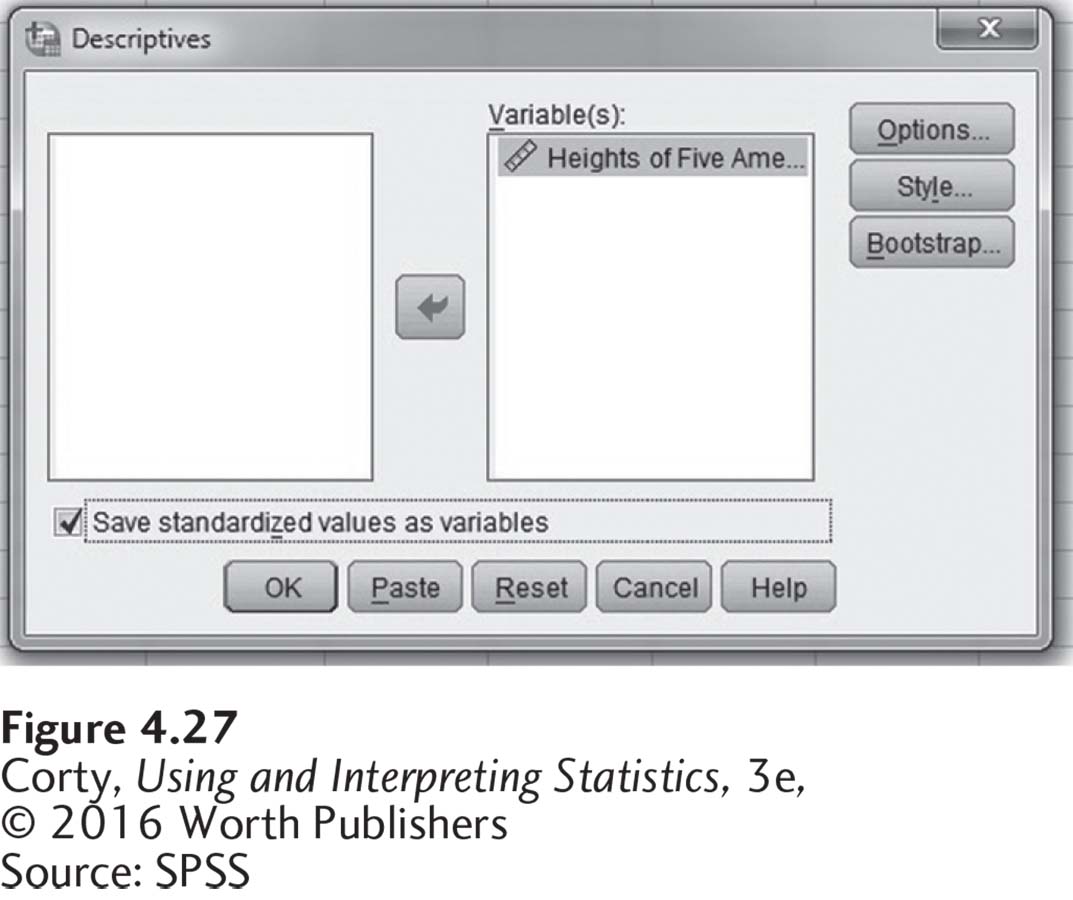 Descriptives
Variable(s):
Heights of Five Ame...
Options...
Style...
Bootstrap...
Save standardized values as variables
OK
Paste
Reset
Cancel
Help
Figure 4.27
Corty, Using and Interpreting Statistics, 3e,
© 2016 Worth Publishers
Source: SPSS